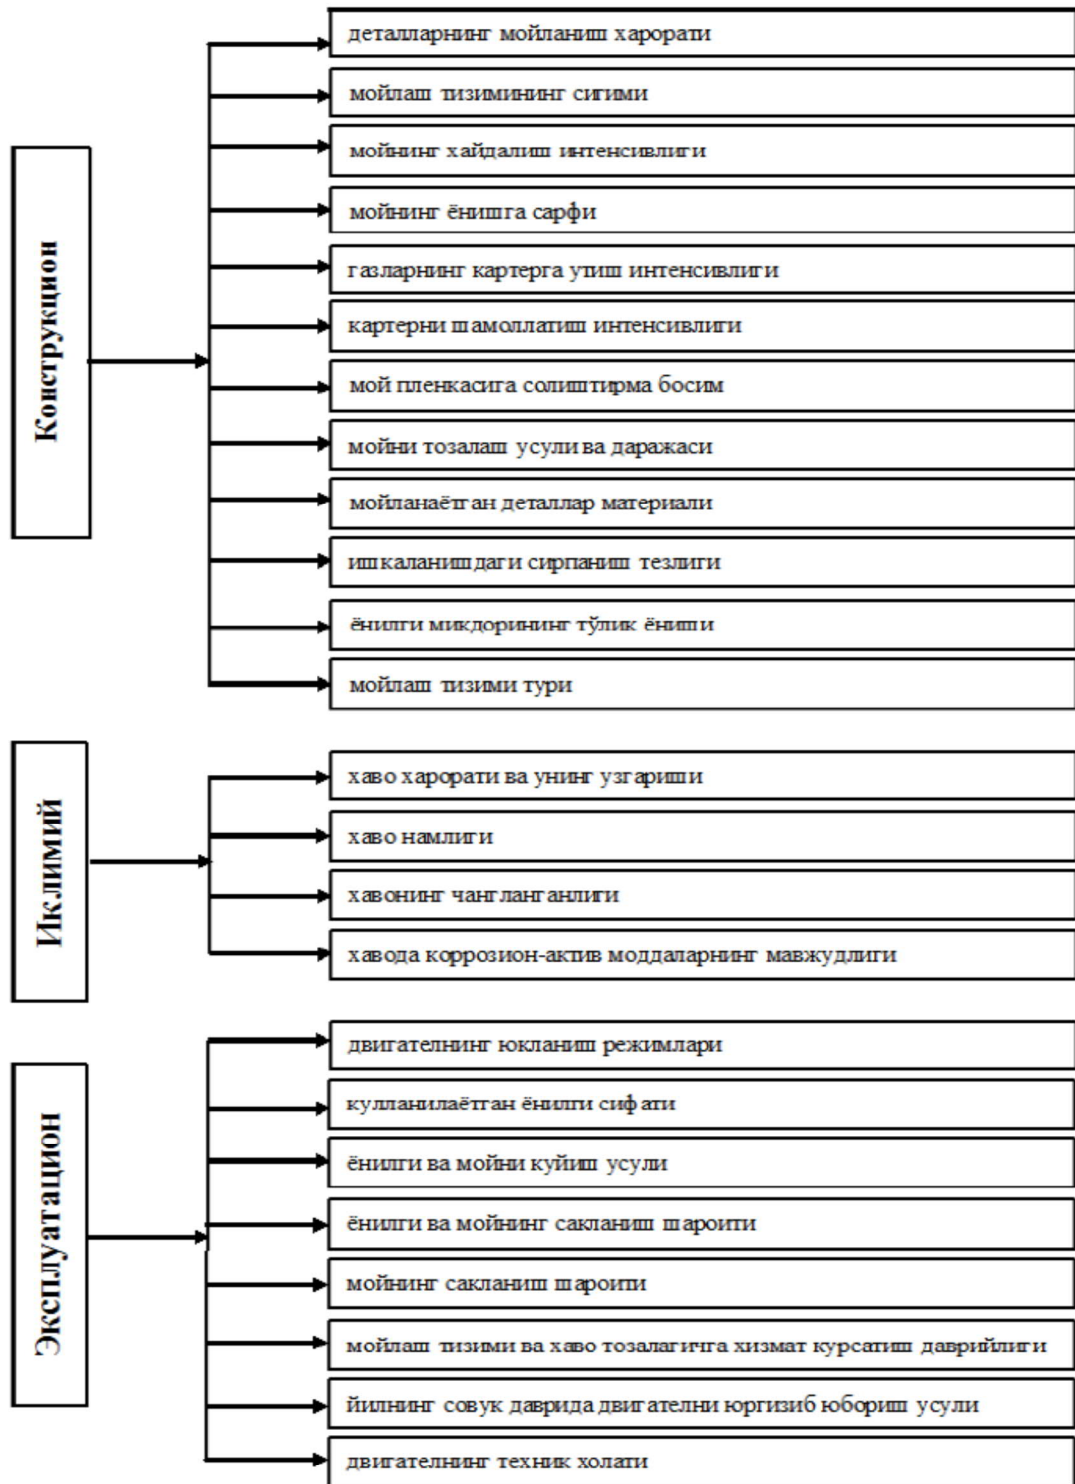 Конструкцион
деталларнинг мойланиш харорати
мойлаш тизимининг сигими
мойнинг хайдалиш интенсивлиги
мойнинг ёнишга сарфи
газларнинг картерга утиш интенсивлиги
картерни шамоллатиш интенсивлиги
мой пленкасига солиштирма босим
мойни тозалаш усули ва даражаси
мойланаётган деталлар материали
ишкаланишдаги сирпаниш тезлиги
ёнилги микдорининг тўлик ёниши
мойлаш тизими тури
Иклимий
хаво харорати ва унинг узгариши
хаво намлиги
хавонинг чангланганлиги
хавода коррозион-актив моддаларнинг мавжудлиги
Эксплуатацион
двигателнинг юкланиш режимлари
кулланилаётган ёнилги сифати
ёнилги ва мойни куйиш усули
ёнилги ва мойнинг сакланиш шароити
мойнинг сакланиш шароити
мойлаш тизими ва хаво тозалагичга хизмат курсатиш даврийлиги
йилнинг совук даврида двигателни юргизиб юбориш усули
двигателнинг техник холати